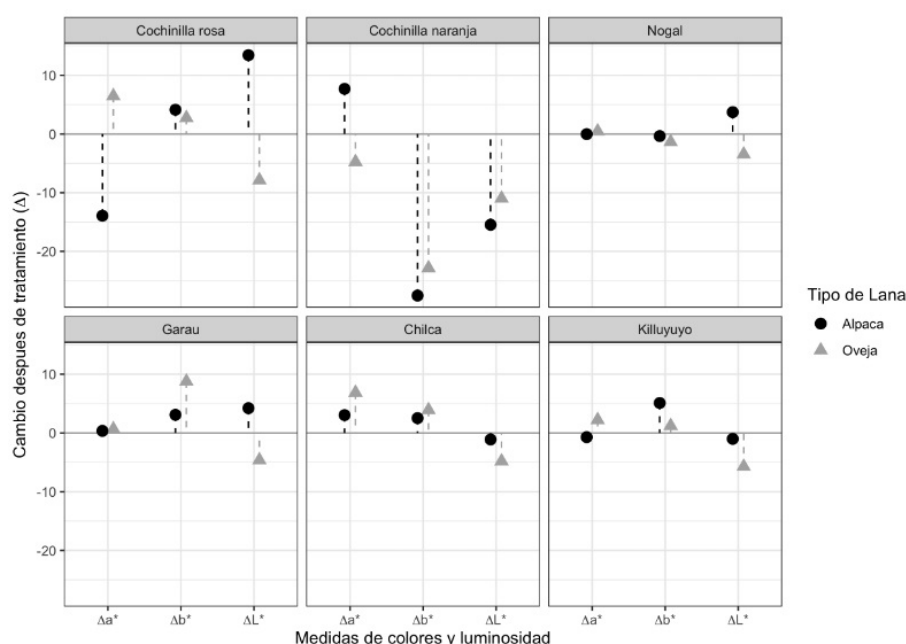 Cochinilla rosa
Cochinilla naranja
Nogal
10
0
-10
-20
Garau
Chilca
Killuyuyo
10
0
-10
-20
Δa*
Δb*
ΔL*
Δa*
Δb*
ΔL*
Δa*
Δb*
ΔL*
Cambio despues de tratamiento (Δ)
Medidas de colores y luminosidad
Tipo de Lana
Alpaca
Oveja